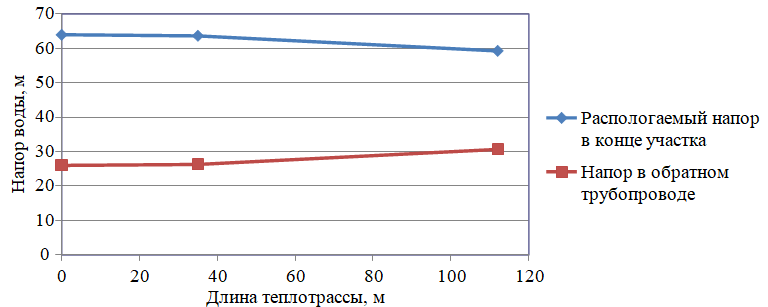 70
60
50
40
30
20
10
0
Напор воды, м
0 20 40 60 80 100 120
Длина теплотрассы, м
Распологаемый напор
в конце участка
Напор в обратном
трубопроводе